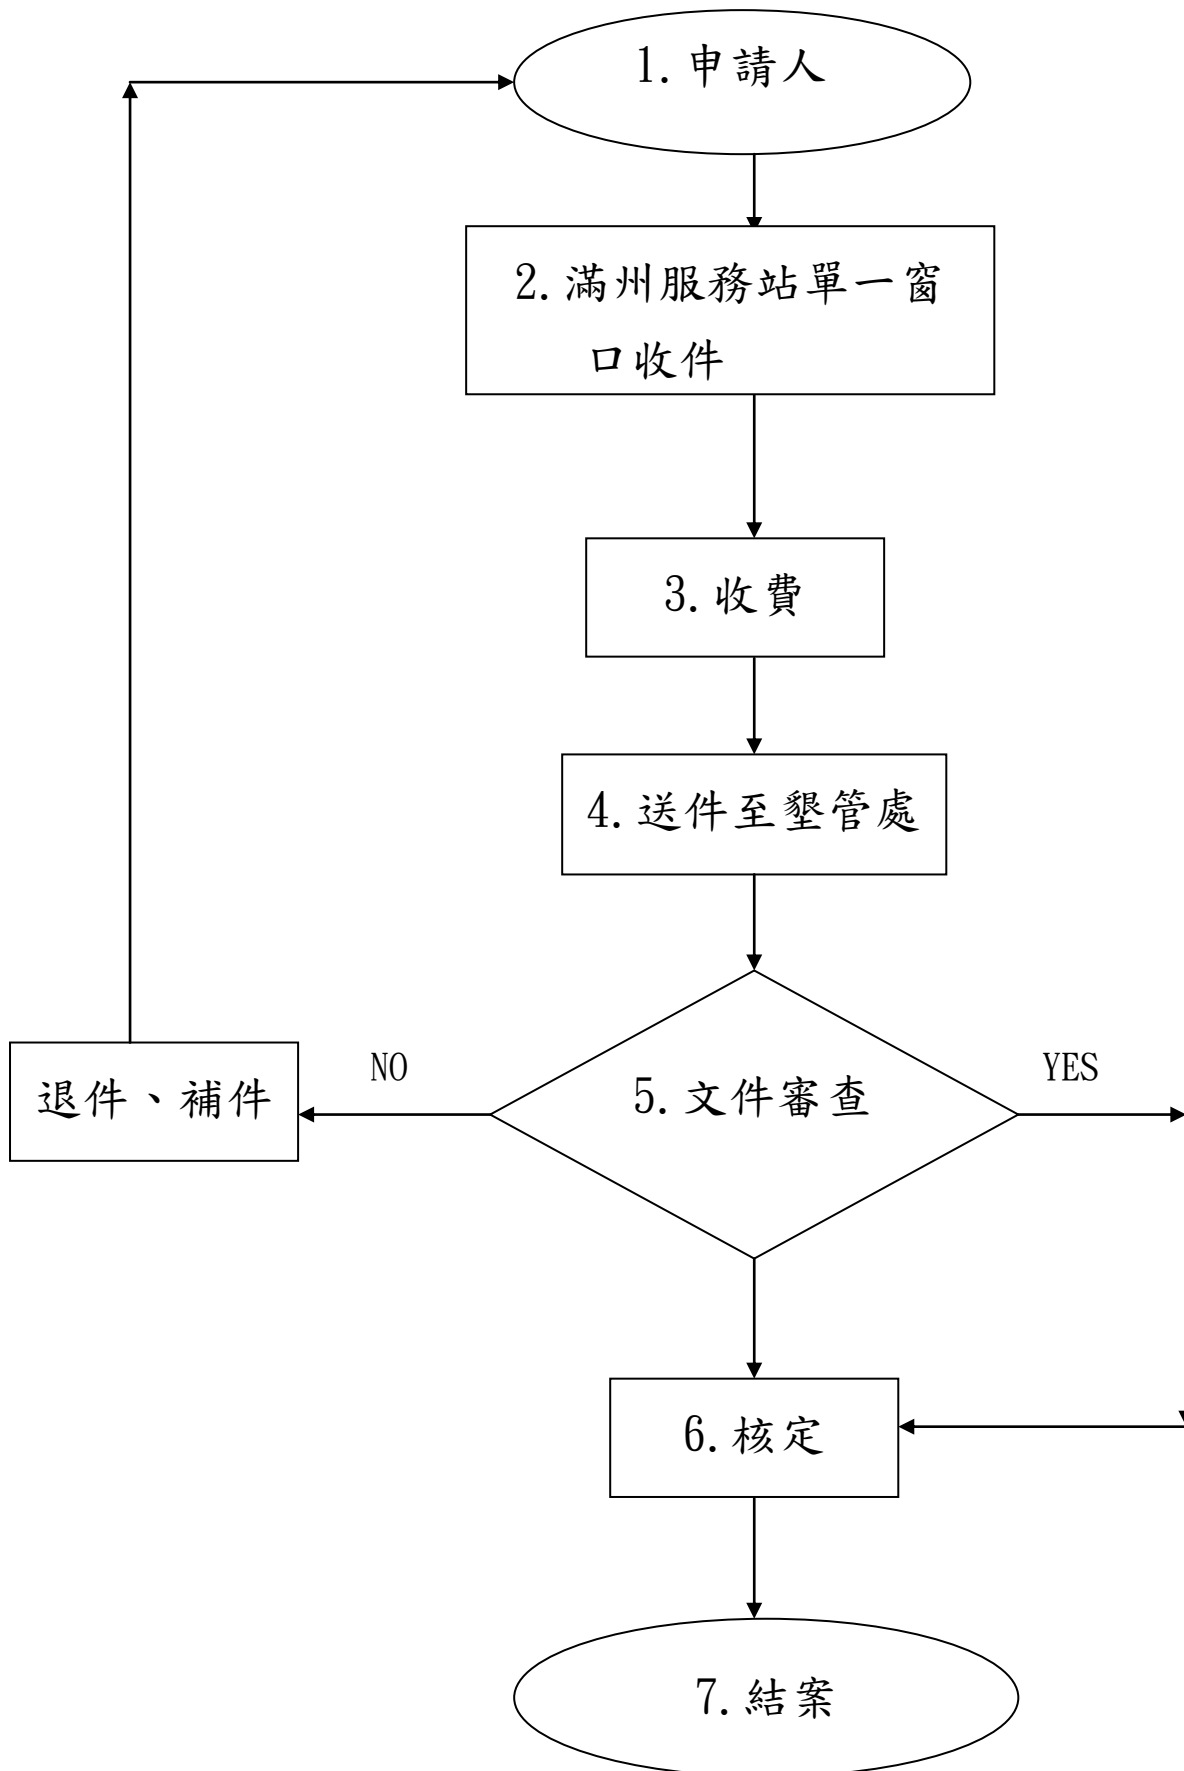 1.申請人
2.滿州服務站單一窗
口收件
3.收費
4.送件至墾管處
NO
YES
退件、補件
5.文件審查
6.核定
7.結案